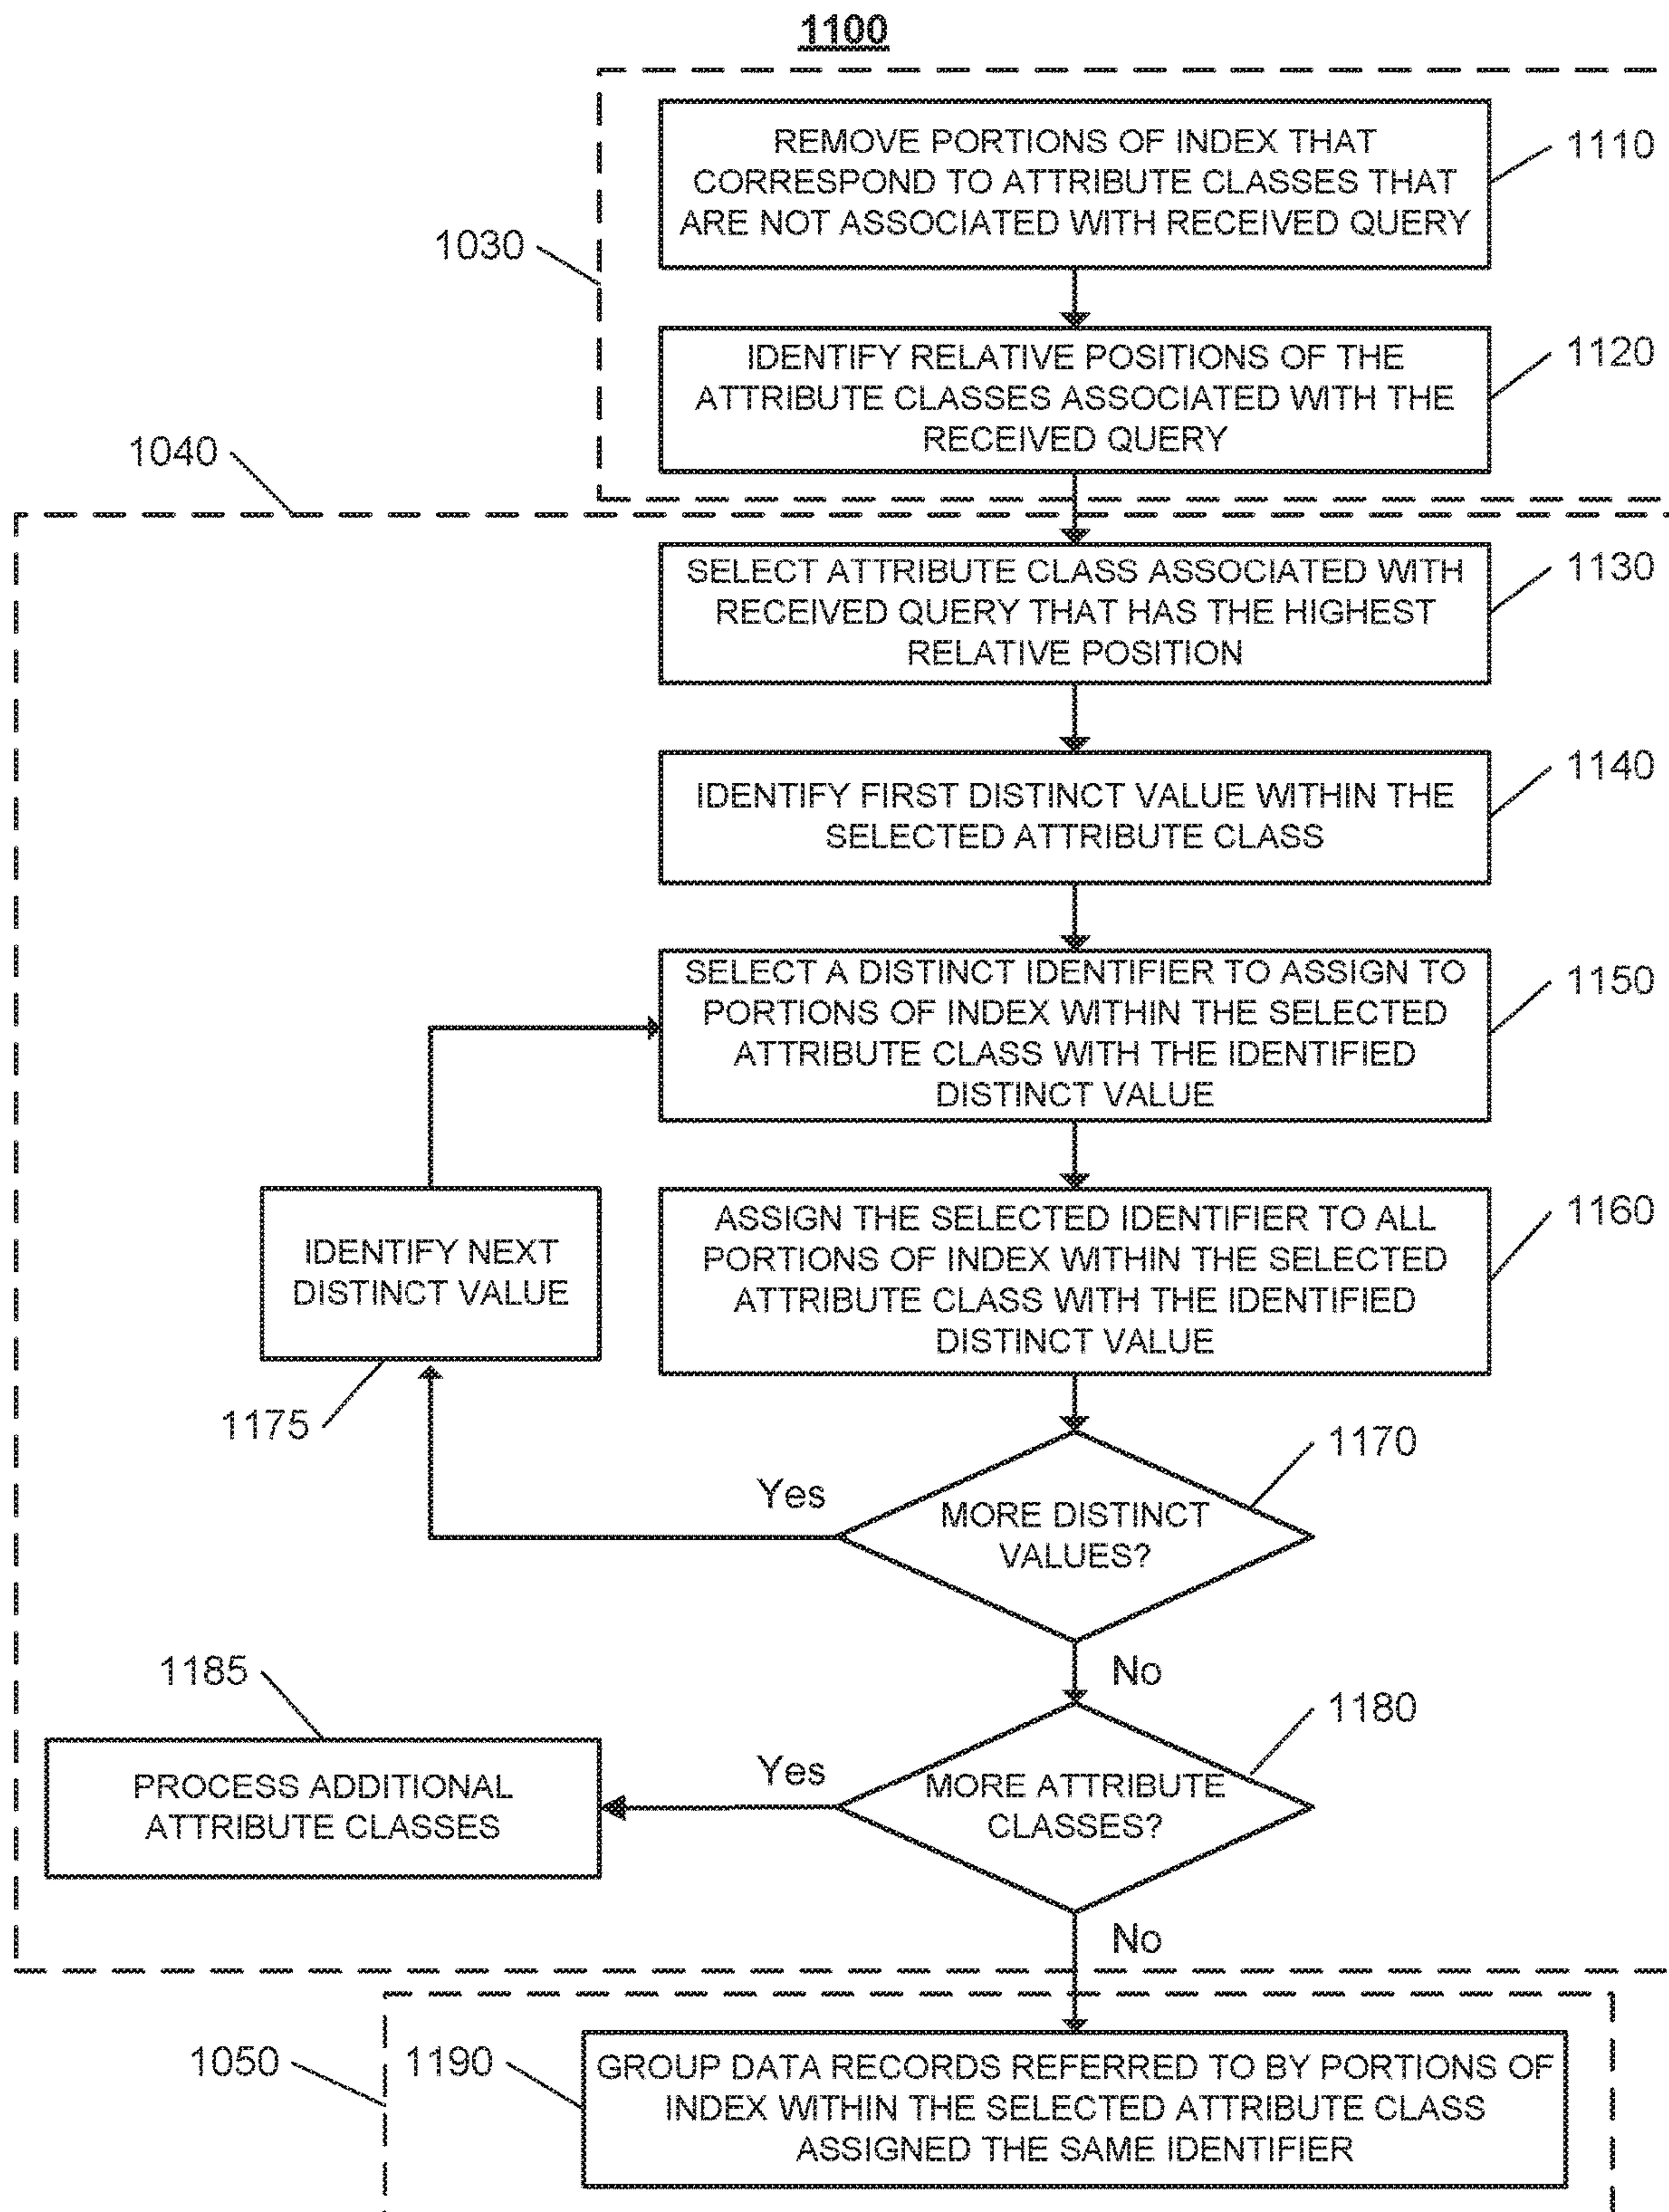 1100
REMOVE PORTIONS OF INDEX THAT
CORRESPOND TO ATTRIBUTE CLASSES THAT
ARE NOT ASSOCIATED WITH RECEIVED QUERY
1110
1030
IDENTIFY RELATIVE POSITIONS OF THE
ATTRIBUTE CLASSES ASSOCIATED WITH THE
RECEIVED QUERY
1120
1040
SELECT ATTRIBUTE CLASS ASSOCIATED WITH
RECEIVED QUERY THAT HAS THE HIGHEST
RELATIVE POSITION
1130
IDENTIFY FIRST DISTINCT VALUE WITHIN THE
SELECTED ATTRIBUTE CLASS
1140
SELECT A DISTINCT IDENTIFIER TO ASSIGN TO
PORTIONS OF INDEX WITHIN THE SELECTED
ATTRIBUTE CLASS WITH THE IDENTIFIED
DISTINCT VALUE
1150
ASSIGN THE SELECTED IDENTIFIER TO ALL
PORTIONS OF INDEX WITHIN THE SELECTED
ATTRIBUTE CLASS WITH THE IDENTIFIED
DISTINCT VALUE
1160
IDENTIFY NEXT
DISTINCT VALUE
1175
1170
Yes
MORE DISTINCT
VALUES?
No
1185
1180
PROCESS ADDITIONAL
ATTRIBUTE CLASSES
Yes
MORE ATTRIBUTE
CLASSES?
No
1050
1190
GROUP DATA RECORDS REFERRED TO BY PORTIONS OF
INDEX WITHIN THE SELECTED ATTRIBUTE CLASS
ASSIGNED THE SAME IDENTIFIER